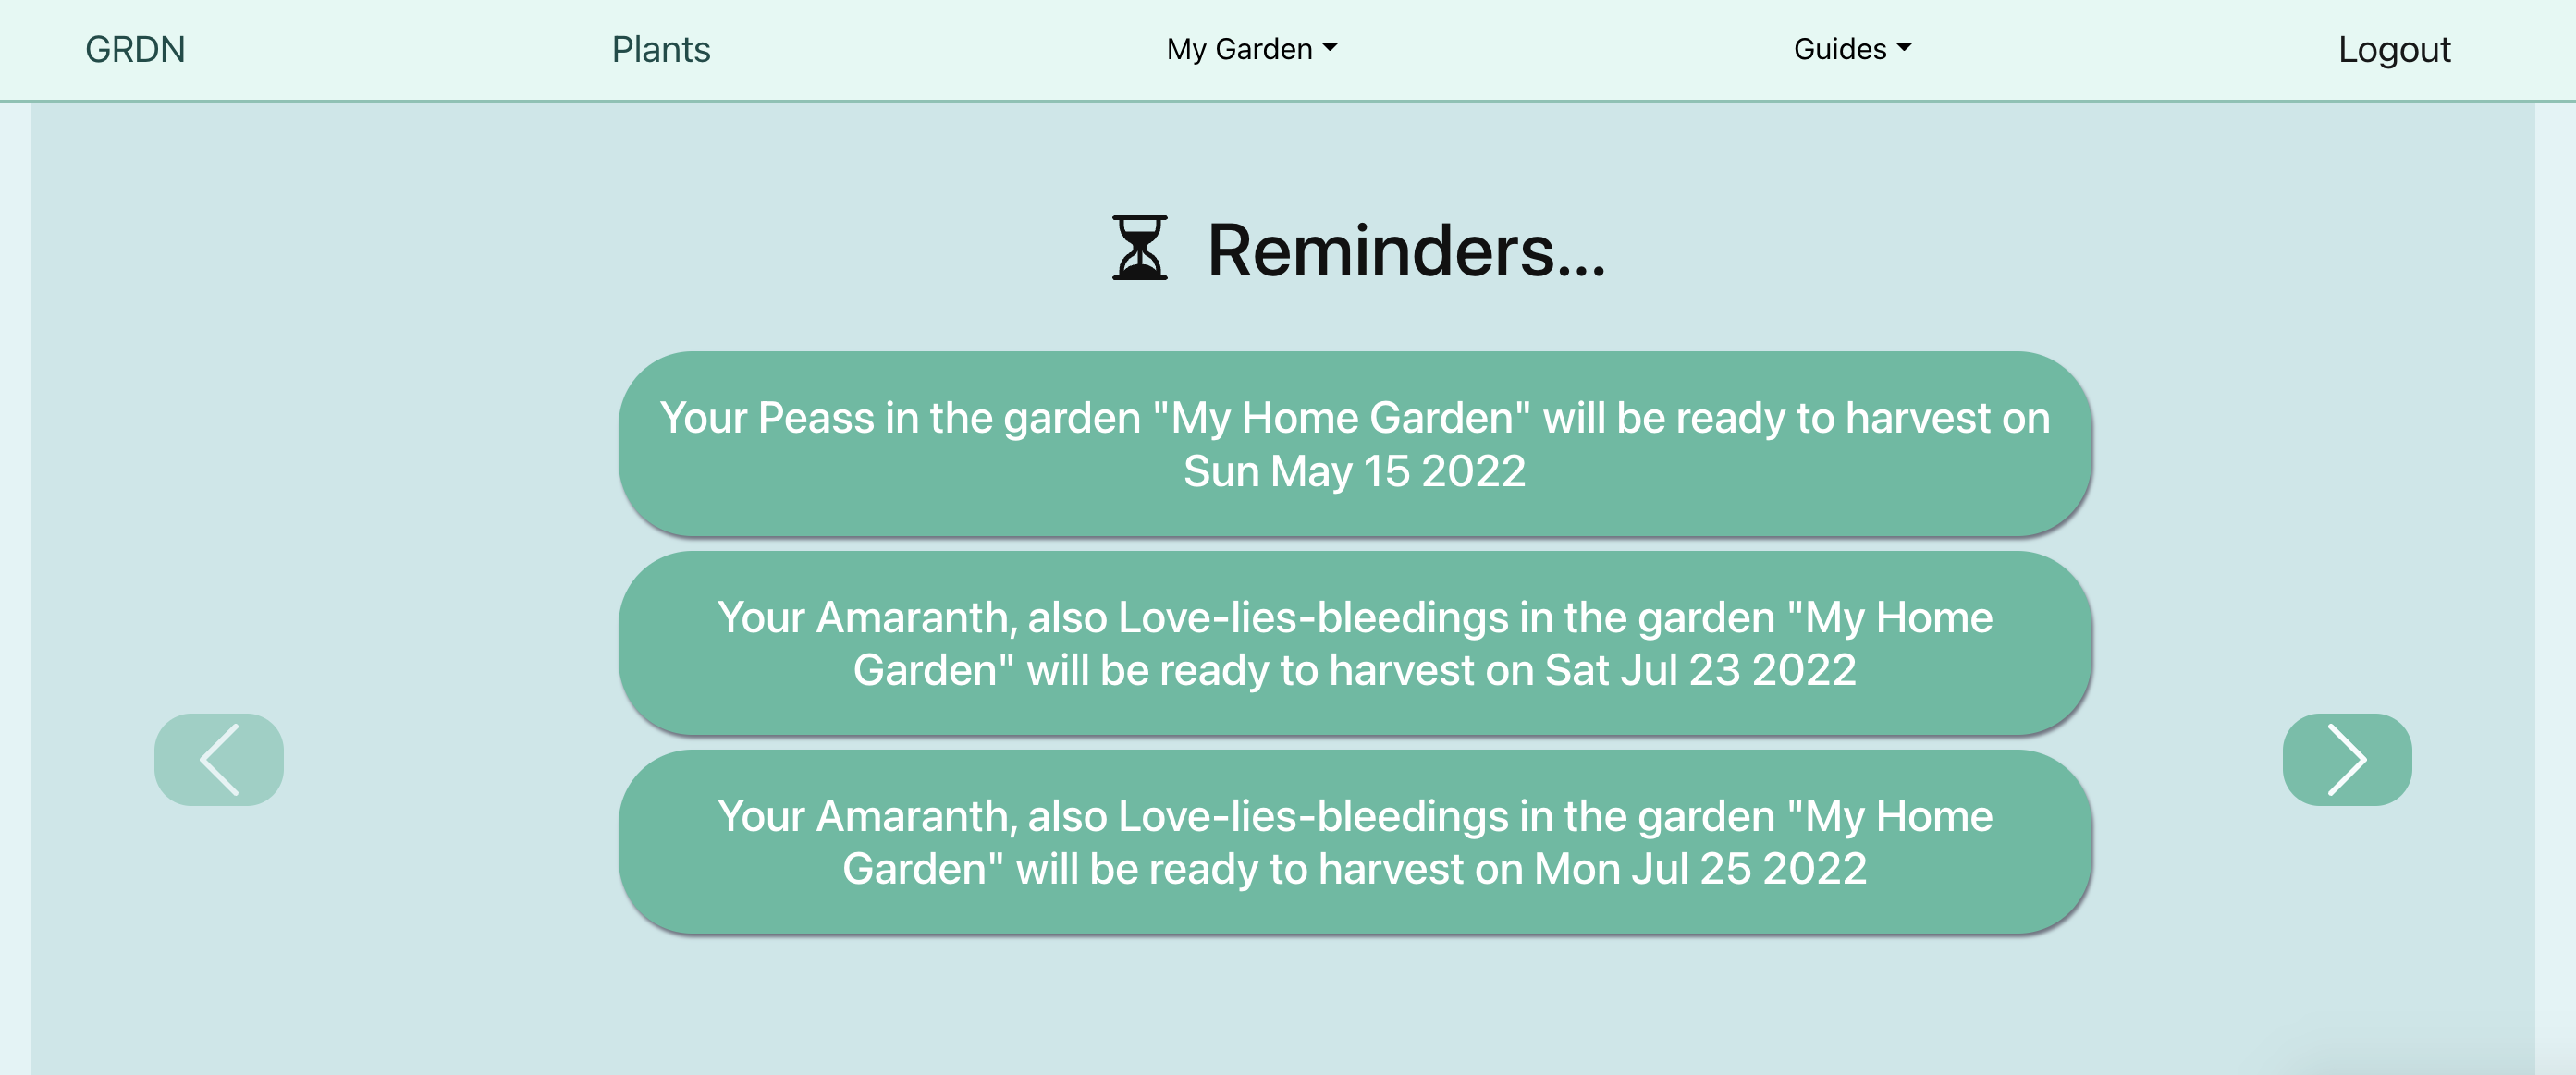 GRDN Plants My Garden Guides Logout
Reminders...
Your Peass in the garden "My Home Garden" will be ready to harvest on
Sun May 15 2022
Your Amaranth, also Love-lies-bleedings in the garden "My Home
Garden" will be ready to harvest on Sat Jul 23 2022
Your Amaranth, also Love-lies-bleedings in the garden "My Home
Garden" will be ready to harvest on Mon Jul 25 2022